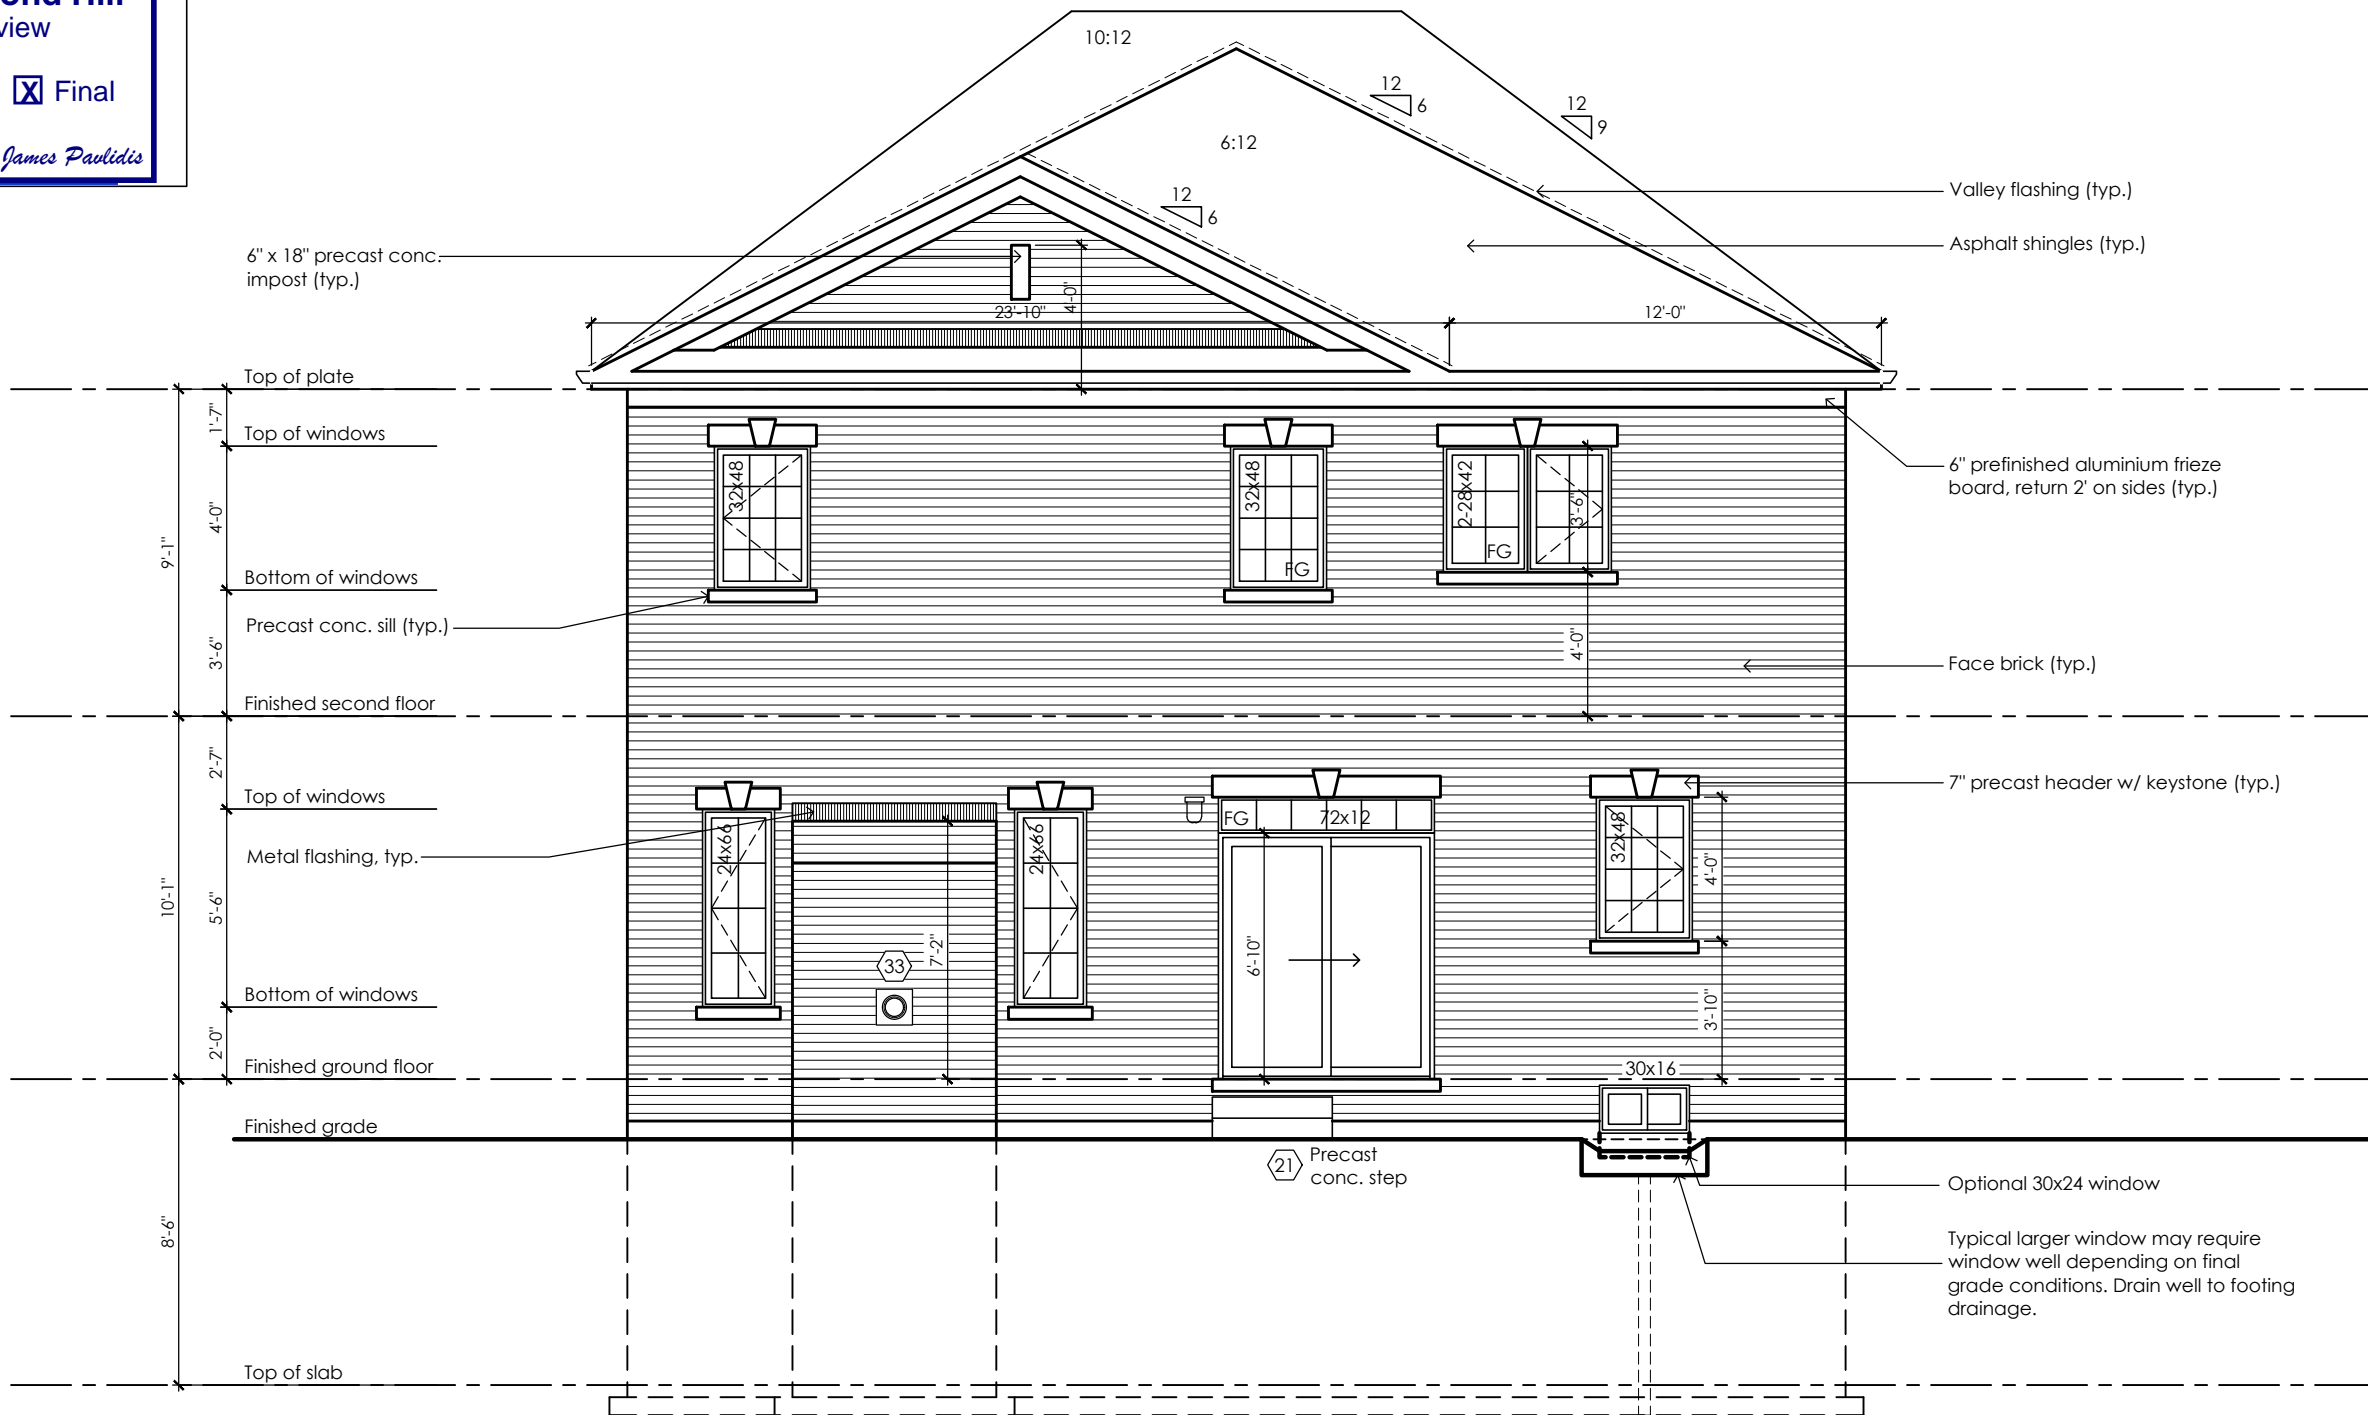 ond Hill
view
X Final
James Pavlidis
10:12
12
6
12
9
6:12
12
6
Valley flashing (typ.)
Asphalt shingles (typ.)
6" x 18" precast conc.
impost (typ.)
4'-0"
23'-10"
12'-0"
Top of plate
1'-7"
Top of windows
32x48
32x48
2-28x42
3'-6"
6" prefinished aluminium frieze
board, return 2' on sides (typ.)
4'-0"
9'-1"
FG
FG
Bottom of windows
Precast conc. sill (typ.)
3'-6"
4'-0"
Face brick (typ.)
Finished second floor
2'-7"
Top of windows
7" precast header w/ keystone (typ.)
FG
72x12
24x66
24x66
32x48
Metal flashing, typ.
4'-0"
10'-1"
5'-6"
7'-2"
6'-10"
33
Bottom of windows
3'-10"
2'-0"
Finished ground floor
30x16
Finished grade
21
Precast
conc. step
Optional 30x24 window
8'-6"
Typical larger window may require
window well depending on final
grade conditions. Drain well to footing
drainage.
Top of slab